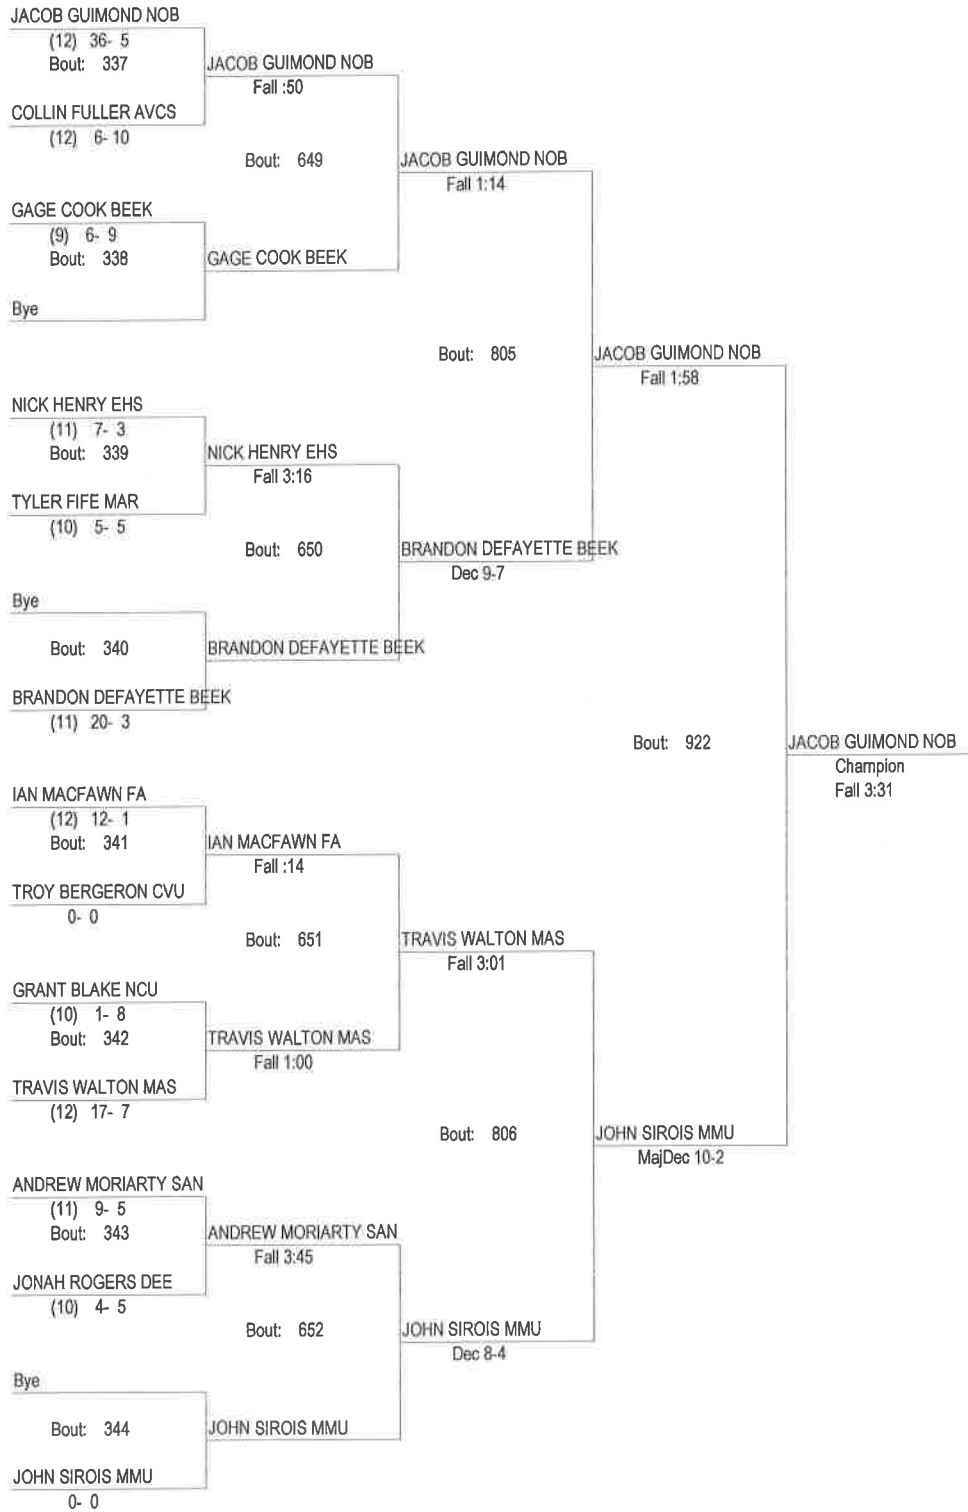 JACOB GUIMOND NOB
(12) 36- 5
Bout: 337
JACOB GUIMOND NOB
Fall :50
COLLIN FULLER AVCS
(12) 6- 10
Bout: 649
JACOB GUIMOND NOB
Fall 1:14
GAGE COOK BEEK
(9) 6- 9
Bout: 338
GAGE COOK BEEK
Bye
Bout: 805
JACOB GUIMOND NOB
Fall 1:58
NICK HENRY EHS
(11) 7- 3
Bout: 339
NICK HENRY EHS
Fall 3:16
TYLER FIFE MAR
(10) 5- 5
Bout: 650
BRANDON DEFAYETTE BEEK
Dec 9-7
Bye
Bout: 340
BRANDON DEFAYETTE BEEK
BRANDON DEFAYETTE BEEK
(11) 20- 3
Bout: 922
JACOB GUIMOND NOB
Champion
Fall 3:31
IAN MACFAWN FA
(12) 12- 1
Bout: 341
IAN MACFAWN FA
Fall :14
TROY BERGERON CVU
0- 0
Bout: 651
TRAVIS WALTON MAS
Fall 3:01
GRANT BLAKE NCU
(10) 1- 8
Bout: 342
TRAVIS WALTON MAS
Fall 1:00
TRAVIS WALTON MAS
(12) 17- 7
Bout: 806
JOHN SIROIS MMU
MajDec 10-2
ANDREW MORIARTY SAN
(11) 9- 5
Bout: 343
ANDREW MORIARTY SAN
Fall 3:45
JONAH ROGERS DEE
(10) 4- 5
Bout: 652
JOHN SIROIS MMU
Dec 8-4
Bye
Bout: 344
JOHN SIROIS MMU
JOHN SIROIS MMU
0- 0